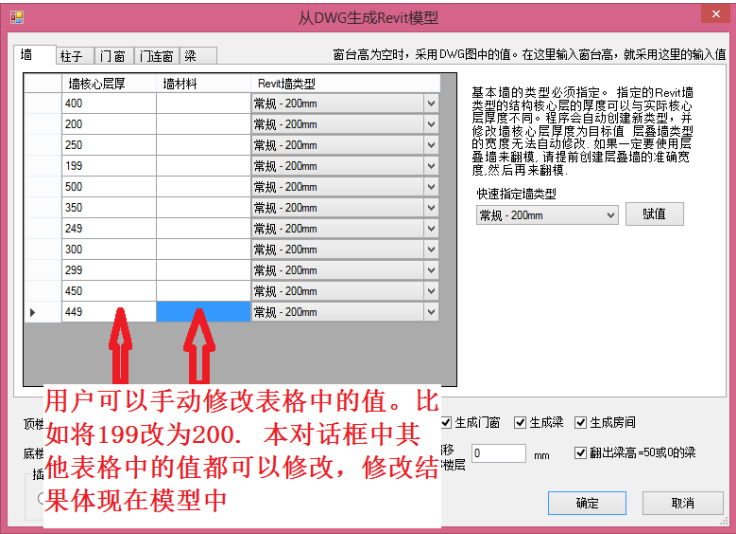 从DWG生成Revit模型
墙 柱子 门窗 门连窗 梁 窗台高为空时，采用DWG图中的值。在这里输入窗台高，就采用这里的输入值
墙核心层厚 墙材料 Revit墙类型
400 常规 - 200mm
200 常规 - 200mm
250 常规 - 200mm
199 常规 - 200mm
500 常规 - 200mm
350 常规 - 200mm
249 常规 - 200mm
300 常规 - 200mm
299 常规 - 200mm
450 常规 - 200mm
449 常规 - 200mm
基本墙的类型必须指定。 指定的Revit墙
类型的结构核心层的厚度可以与实际核心
层厚度不同。程序会自动创建新类型，并
修改墙核心层厚度为目标值 层叠墙类型
的宽度无法自动修改. 如果一定要使用层
叠墙来翻模, 请提前创建层叠墙的准确宽
度,然后再来翻模.
快速指定墙类型
常规 - 200mm 赋值
用户可以手动修改表格中的值。比
如将199改为200. 本对话框中其
他表格中的值都可以修改，修改结
果体现在模型中
顶楼
底楼
插
生成门窗 生成梁 生成房间
移 0 mm 翻出梁高=50或0的梁
楼层
确定 取消